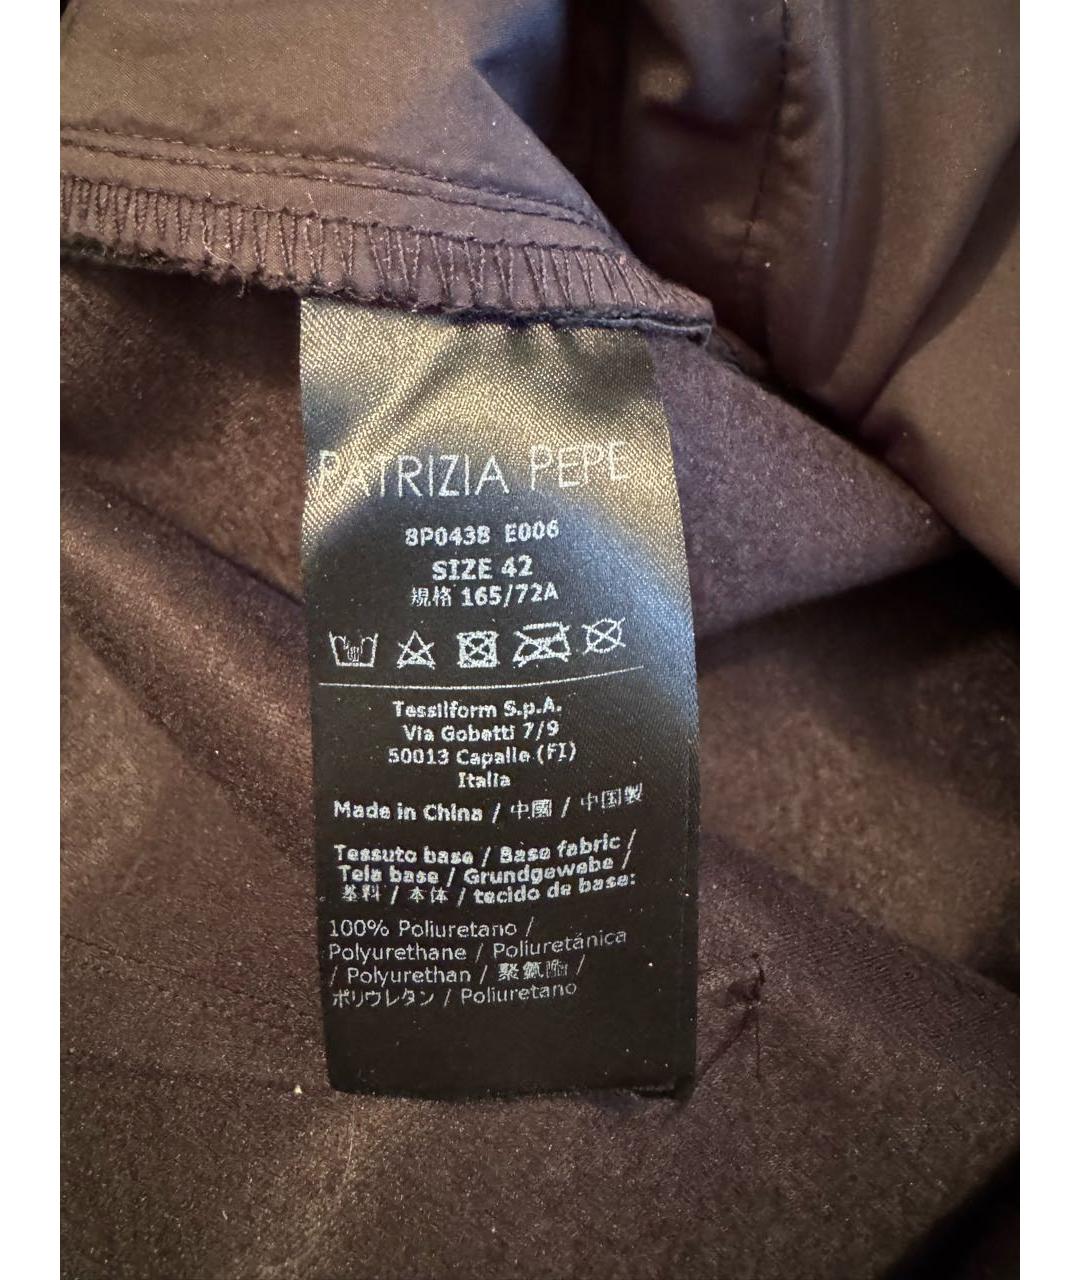 PATRIZIA PEPE
8P0438 E006
SIZE 42
規格 165/72A
Tessilform S.p.A.
Via Gobetti 7/9
50013 Capalle (FI)
Italia
Made in China / 中國 / 中国製
Tessuto base / Base fabric /
Tela base / Grundgewebe /
基料 / 本体 / tecido de base:
100% Poliuretano /
Polyurethane / Poliuretánica
/ Polyurethan / 聚氨酯 /
ポリウレタン / Poliuretano